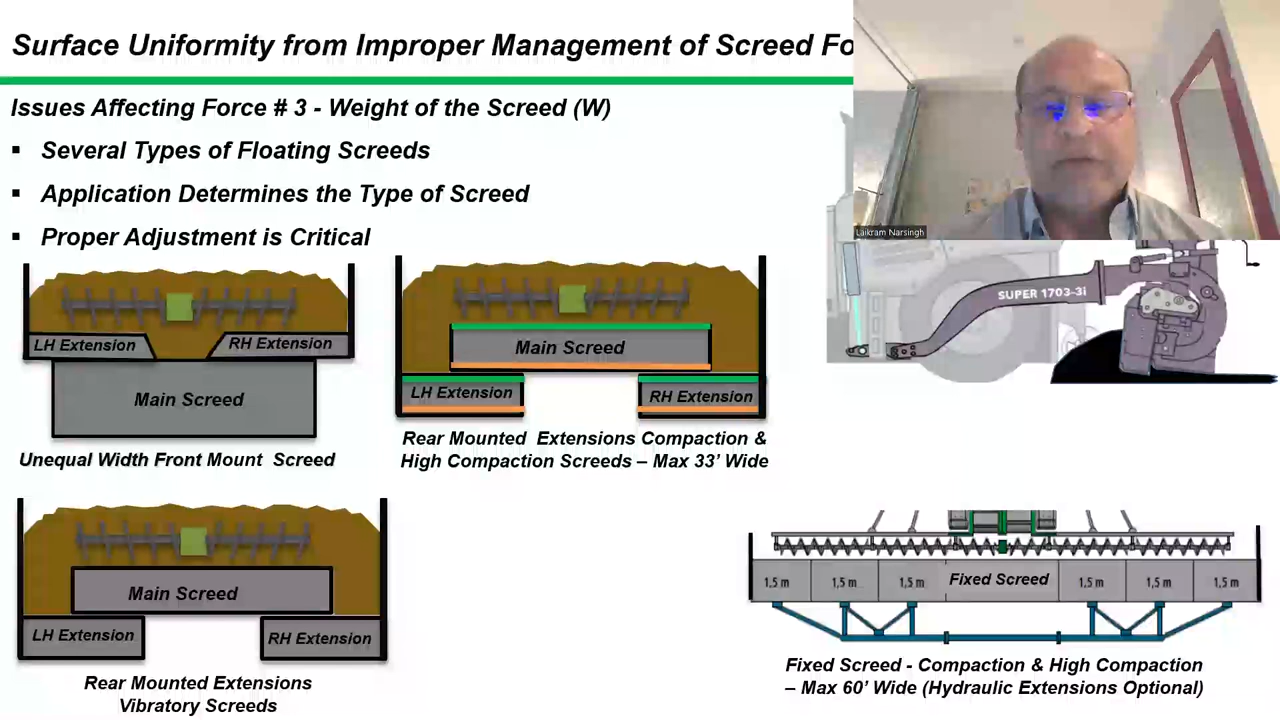 Surface Uniformity from Improper Management of Screed Fo
Laikram Narsingh
Issues Affecting Force # 3 - Weight of the Screed (W)
▪ Several Types of Floating Screeds
▪ Application Determines the Type of Screed
▪ Proper Adjustment is Critical
SUPER 1703-3i
LH Extension
RH Extension
Main Screed
Unequal Width Front Mount Screed
Main Screed
LH Extension
RH Extension
Rear Mounted Extensions Compaction &
High Compaction Screeds – Max 33’ Wide
Main Screed
LH Extension
RH Extension
Rear Mounted Extensions
Vibratory Screeds
1,5 m
1,5 m
1,5 m
Fixed Screed
1,5 m
1,5 m
1,5 m
Fixed Screed - Compaction & High Compaction
– Max 60’ Wide (Hydraulic Extensions Optional)